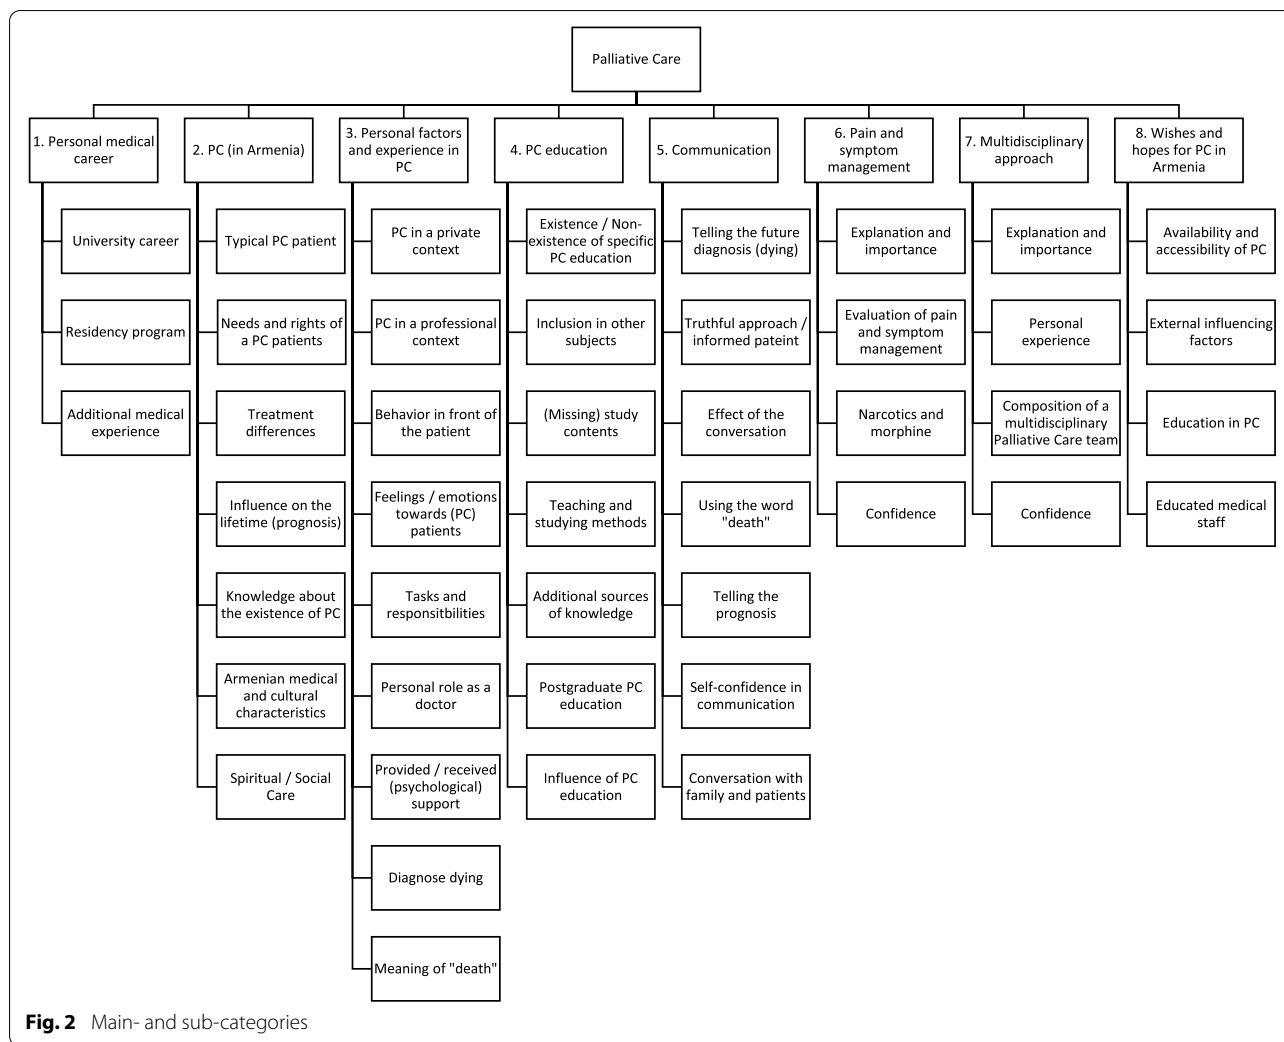 Palliative Care
1. Personal medical
career
2. PC (in Armenia)
3. Personal factors
and experience in
PC
4. PC education
5. Communication
6. Pain and
symptom
management
7. Multidisciplinary
approach
8. Wishes and
hopes for PC in
Armenia
University career
Residency program
Additional medical
experience
Typical PC patient
Needs and rights of
a PC patients
Treatment
differences
Influence on the
lifetime (prognosis)
Knowledge about
the existence of PC
Armenian medical
and cultural
characteristics
Spiritual / Social
Care
PC in a private
context
PC in a professional
context
Behavior in front of
the patient
Feelings / emotions
towards (PC)
patients
Tasks and
responsitbilities
Personal role as a
doctor
Provided / received
(psychological)
support
Diagnose dying
Meaning of "death"
Existence / Non-
existence of specific
PC education
Inclusion in other
subjects
(Missing) study
contents
Teaching and
studying methods
Additional sources
of knowledge
Postgraduate PC
education
Influence of PC
education
Telling the future
diagnosis (dying)
Truthful approach /
informed pateint
Effect of the
conversation
Using the word
"death"
Telling the
prognosis
Self-confidence in
communication
Conversation with
family and patients
Explanation and
importance
Evaluation of pain
and symptom
management
Narcotics and
morphine
Confidence
Explanation and
importance
Personal
experience
Composition of a
multidisciplinary
Palliative Care team
Confidence
Availability and
accessibility of PC
External influencing
factors
Education in PC
Educated medical
staff
Fig. 2 Main- and sub-categories